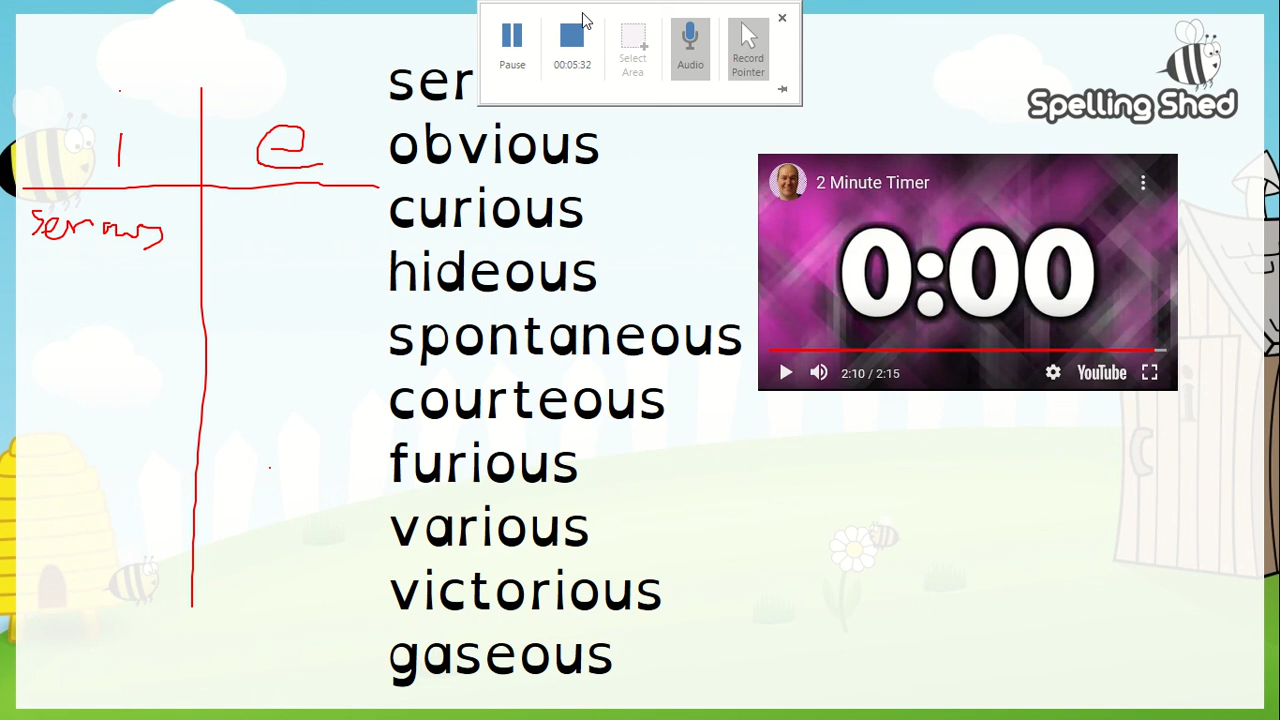 Pause
00:05:32
Select
Area
Audio
Record
Pointer
Spelling Shed
i
e
serious
ser
obvious
curious
hideous
spontaneous
courteous
furious
various
victorious
gaseous
2 Minute Timer
0:00
2:10 / 2:15
YouTube